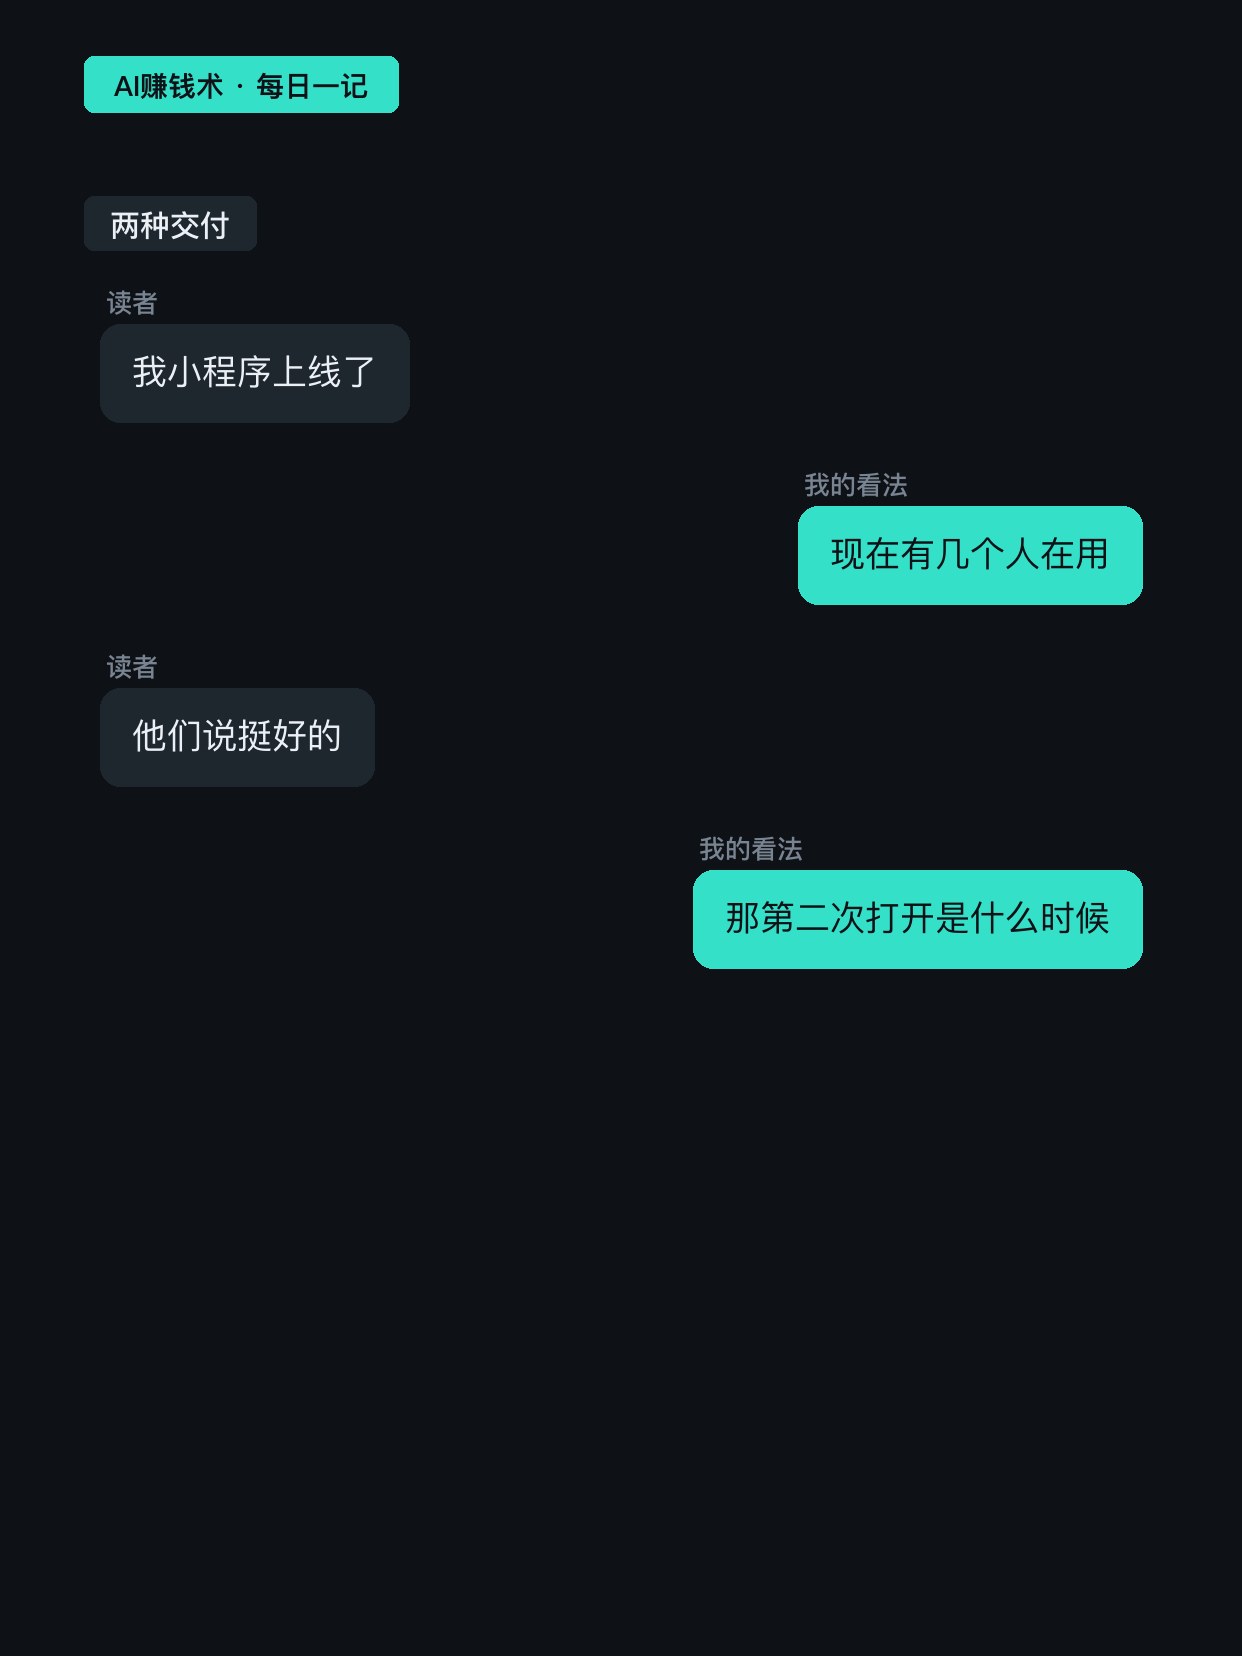 AI赚钱术 · 每日一记
两种交付
读者
我小程序上线了
我的看法
现在有几个人在用
读者
他们说挺好的
我的看法
那第二次打开是什么时候